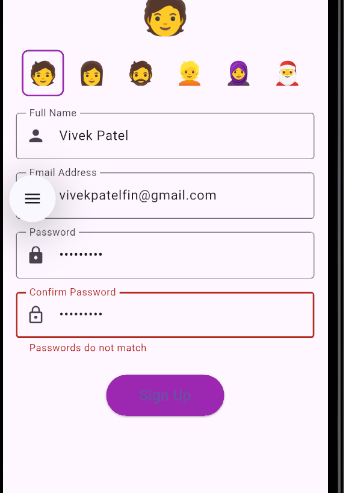 Full Name
Vivek Patel
Email Address
vivekpatelfin@gmail.com
Password
•••••••••
Confirm Password
•••••••••
Passwords do not match
Sign Up